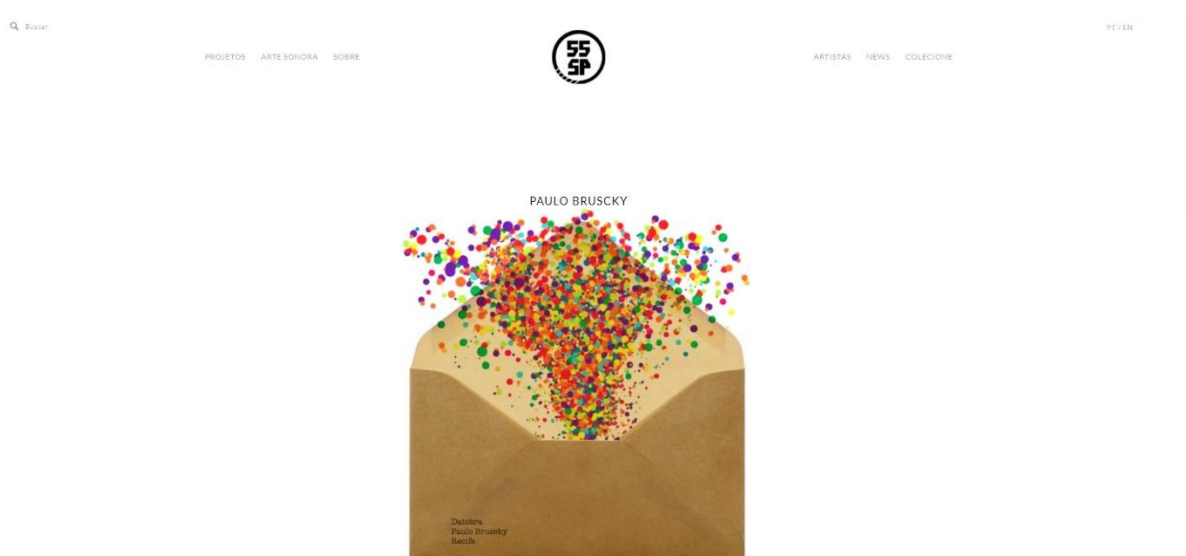 Buscar
PT / EN
PROJETOS ARTE SONORA SOBRE
55
SP
ARTISTAS NEWS COLECIONE
PAULO BRUSCKY
Datobra
Paulo Bruscky
Recife